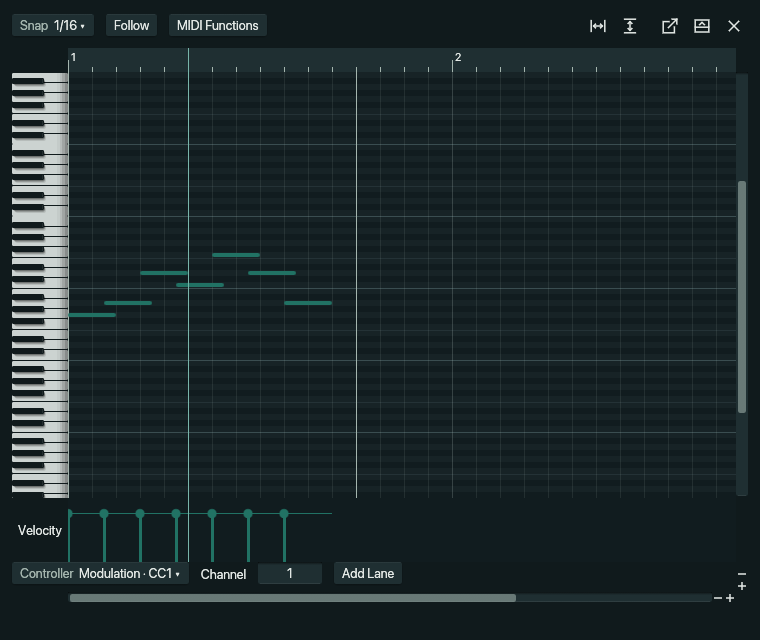 Snap 1/16 Follow MIDI Functions
1 2
Velocity
Controller Modulation · CC1 Channel 1 Add Lane